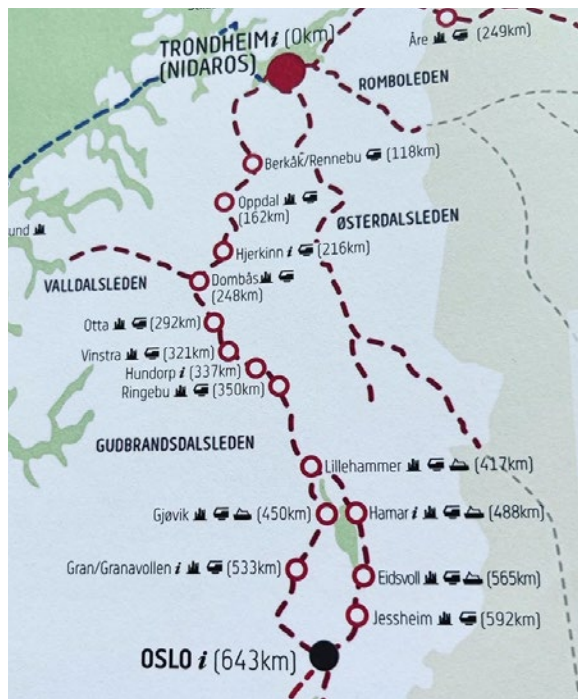 TRONDHEIM i (0km)
(NIDAROS)
Åre (249km)
ROMBOLEDEN
Berkåk/Rennebu (118km)
Oppdal
(162km)
ØSTERDALSLEDEN
und
Hjerkinn i (216km)
VALLDALSLEDEN
Dombås
(248km)
Otta (292km)
Vinstra (321km)
Hundorp i (337km)
Ringebu (350km)
GUDBRANDSDALSLEDEN
Lillehammer (417km)
Gjøvik (450km)
Hamar i (488km)
Gran/Granavollen i (533km)
Eidsvoll (565km)
Jessheim (592km)
OSLO i (643km)